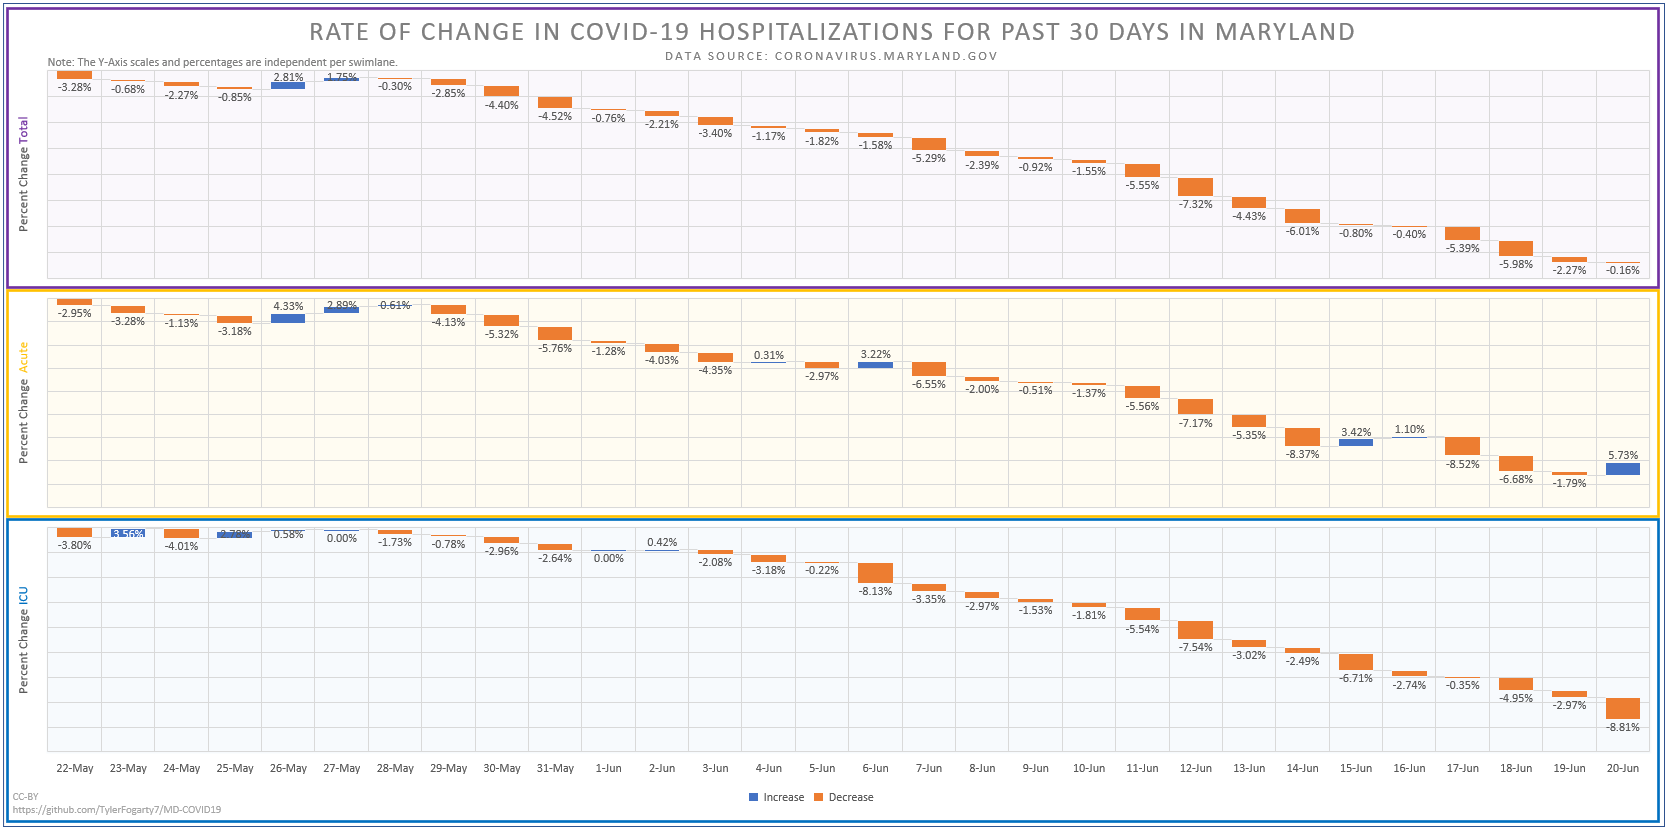 RATE OF CHANGE IN COVID-19 HOSPITALIZATIONS FOR PAST 30 DAYS IN MARYLAND
DATA SOURCE: CORONAVIRUS.MARYLAND.GOV
Note: The Y-Axis scales and percentages are independent per swimlane.
Percent Change Total
-3.28% -0.68% -2.27% -0.85% 2.81% 1.75% -0.30% -2.85% -4.40% -4.52% -0.76% -2.21% -3.40% -1.17% -1.82% -1.58% -5.29% -2.39% -0.92% -1.55% -5.55% -7.32% -4.43% -6.01% -0.80% -0.40% -5.39% -5.98% -2.27% -0.16%
Percent Change Acute
-2.95% -3.28% -1.13% -3.18% 4.33% 2.89% -0.61% -4.13% -5.32% -5.76% -1.28% -4.03% -4.35% 0.31% -2.97% 3.22% -6.55% -2.00% -0.51% -1.37% -5.56% -7.17% -5.35% -8.37% 3.42% 1.10% -8.52% -6.68% -1.79% 5.73%
Percent Change ICU
-3.80% 3.56% -4.01% 2.78% 0.58% 0.00% -1.73% -0.78% -2.96% -2.64% 0.00% 0.42% -2.08% -3.18% -0.22% -8.13% -3.35% -2.97% -1.53% -1.81% -5.54% -7.54% -3.02% -2.49% -6.71% -2.74% -0.35% -4.95% -2.97% -8.81%
22-May 23-May 24-May 25-May 26-May 27-May 28-May 29-May 30-May 31-May 1-Jun 2-Jun 3-Jun 4-Jun 5-Jun 6-Jun 7-Jun 8-Jun 9-Jun 10-Jun 11-Jun 12-Jun 13-Jun 14-Jun 15-Jun 16-Jun 17-Jun 18-Jun 19-Jun 20-Jun
Increase Decrease
CC-BY
https://github.com/TylerFogarty7/MD-COVID19